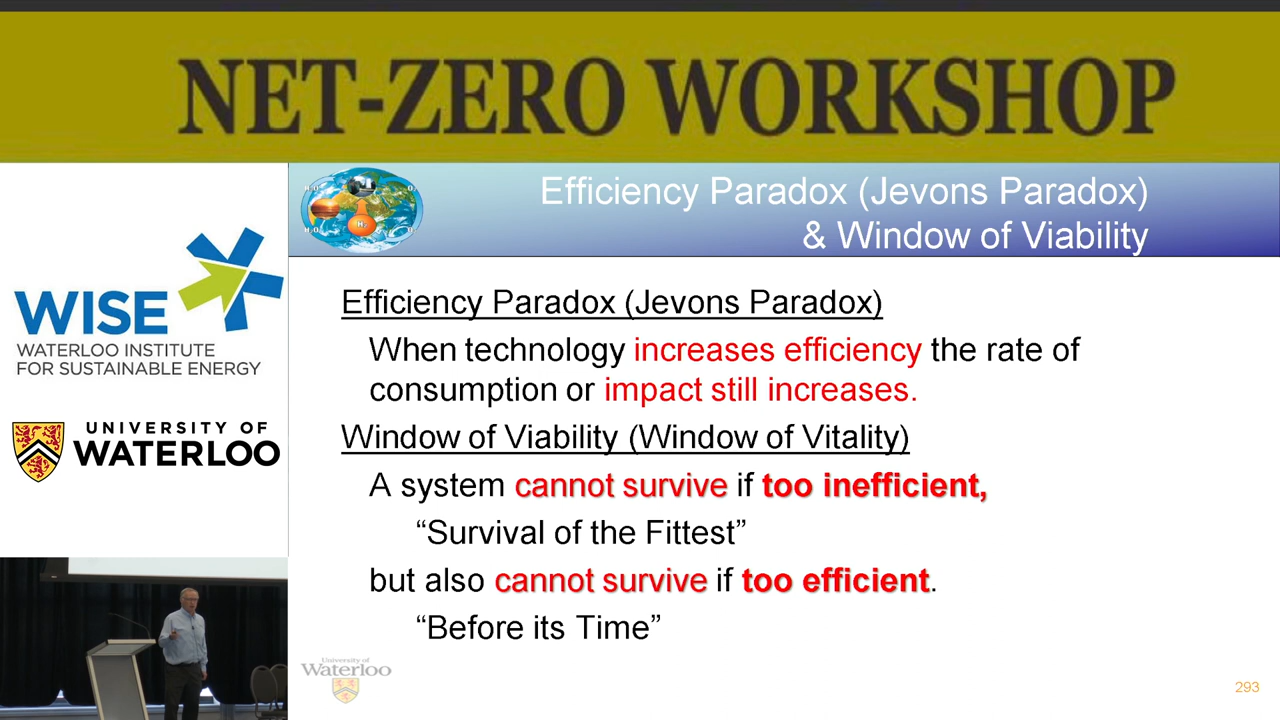 NET-ZERO WORKSHOP
WISE
WATERLOO INSTITUTE
FOR SUSTAINABLE ENERGY
UNIVERSITY OF
WATERLOO
Efficiency Paradox (Jevons Paradox)
& Window of Viability
Efficiency Paradox (Jevons Paradox)
When technology increases efficiency the rate of
consumption or impact still increases.
Window of Viability (Window of Vitality)
A system cannot survive if too inefficient,
“Survival of the Fittest”
but also cannot survive if too efficient.
“Before its Time”
University of
Waterloo
293